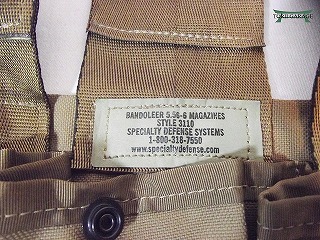 BANDOLEER 5.56-6 MAGAZINES
STYLE 3110
SPECIALTY DEFENSE SYSTEMS
1-800-318-7550
www.specialtydefense.com